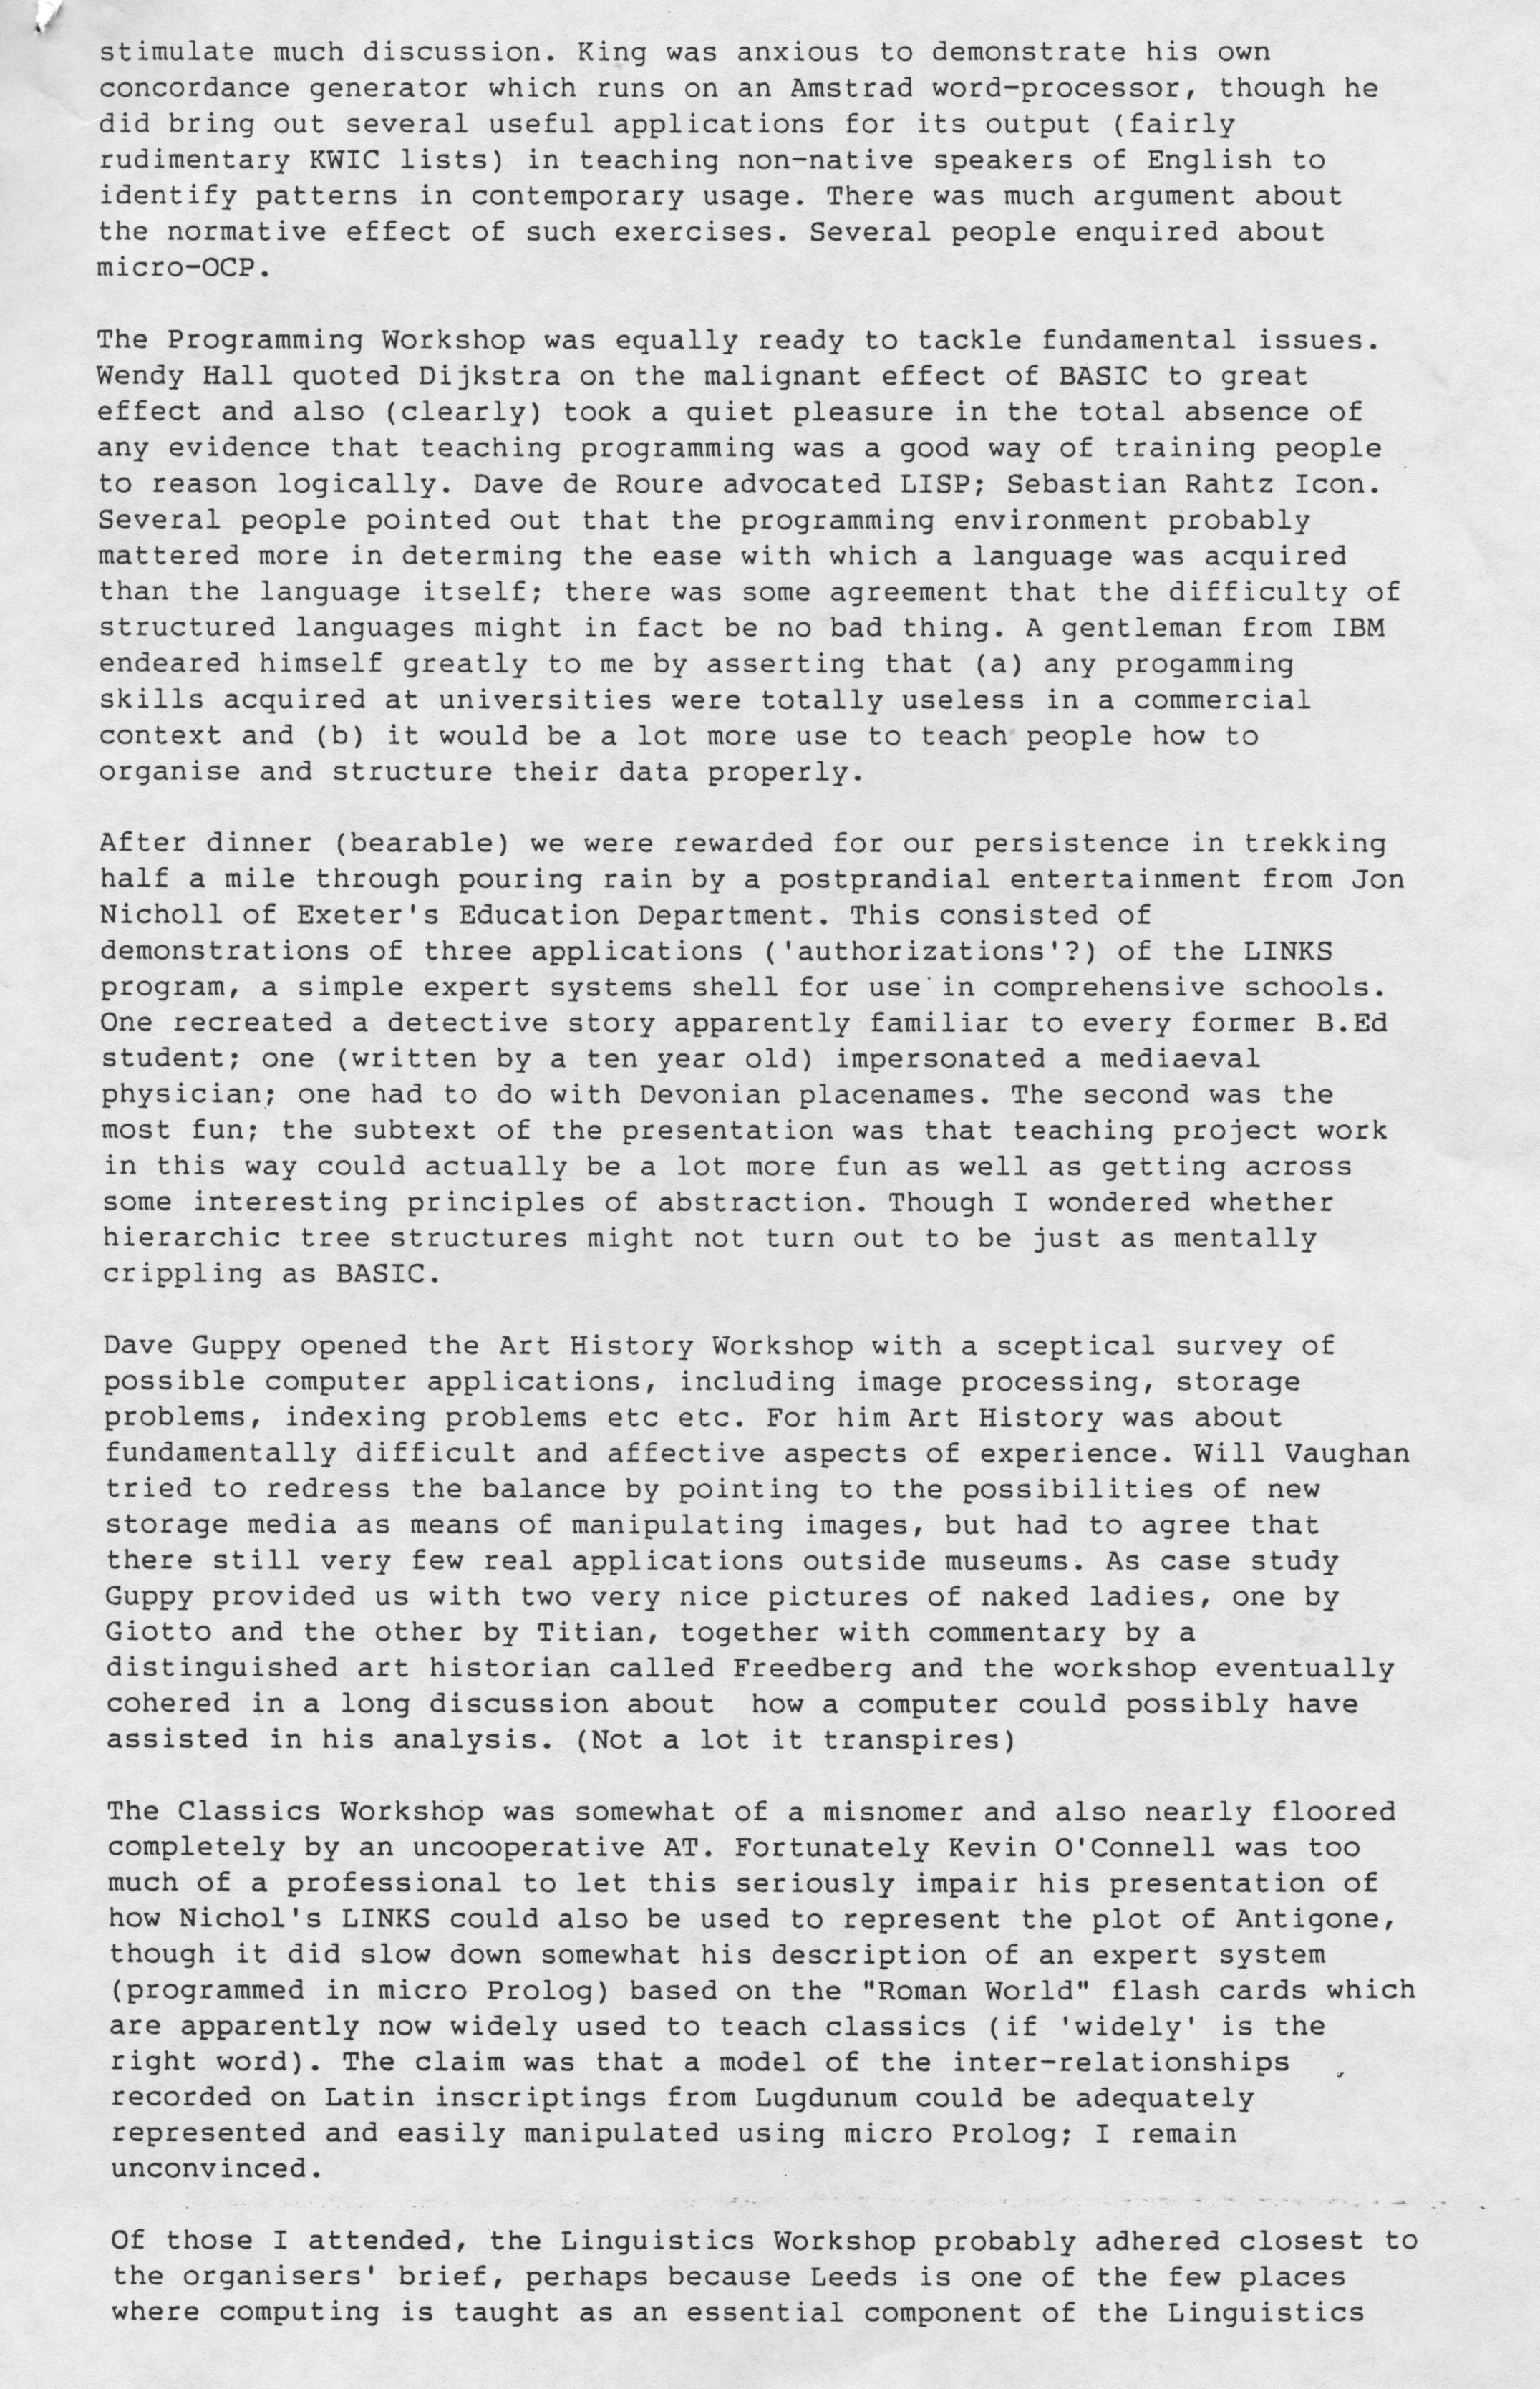 stimulate much discussion. King was anxious to demonstrate his own
concordance generator which runs on an Amstrad word-processor, though he
did bring out several useful applications for its output (fairly
rudimentary KWIC lists) in teaching non-native speakers of English to
identify patterns in contemporary usage. There was much argument about
the normative effect of such exercises. Several people enquired about
micro-OCP.

The Programming Workshop was equally ready to tackle fundamental issues.
Wendy Hall quoted Dijkstra on the malignant effect of BASIC to great
effect and also (clearly) took a quiet pleasure in the total absence of
any evidence that teaching programming was a good way of training people
to reason logically. Dave de Roure advocated LISP; Sebastian Rahtz Icon.
Several people pointed out that the programming environment probably
mattered more in determing the ease with which a language was acquired
than the language itself; there was some agreement that the difficulty of
structured languages might in fact be no bad thing. A gentleman from IBM
endeared himself greatly to me by asserting that (a) any progamming
skills acquired at universities were totally useless in a commercial
context and (b) it would be a lot more use to teach people how to
organise and structure their data properly.

After dinner (bearable) we were rewarded for our persistence in trekking
half a mile through pouring rain by a postprandial entertainment from Jon
Nicholl of Exeter's Education Department. This consisted of
demonstrations of three applications ('authorizations'?) of the LINKS
program, a simple expert systems shell for use in comprehensive schools.
One recreated a detective story apparently familiar to every former B.Ed
student; one (written by a ten year old) impersonated a mediaeval
physician; one had to do with Devonian placenames. The second was the
most fun; the subtext of the presentation was that teaching project work
in this way could actually be a lot more fun as well as getting across
some interesting principles of abstraction. Though I wondered whether
hierarchic tree structures might not turn out to be just as mentally
crippling as BASIC.

Dave Guppy opened the Art History Workshop with a sceptical survey of
possible computer applications, including image processing, storage
problems, indexing problems etc etc. For him Art History was about
fundamentally difficult and affective aspects of experience. Will Vaughan
tried to redress the balance by pointing to the possibilities of new
storage media as means of manipulating images, but had to agree that
there still very few real applications outside museums. As case study
Guppy provided us with two very nice pictures of naked ladies, one by
Giotto and the other by Titian, together with commentary by a
distinguished art historian called Freedberg and the workshop eventually
cohered in a long discussion about  how a computer could possibly have
assisted in his analysis. (Not a lot it transpires)

The Classics Workshop was somewhat of a misnomer and also nearly floored
completely by an uncooperative AT. Fortunately Kevin O'Connell was too
much of a professional to let this seriously impair his presentation of
how Nichol's LINKS could also be used to represent the plot of Antigone,
though it did slow down somewhat his description of an expert system
(programmed in micro Prolog) based on the "Roman World" flash cards which
are apparently now widely used to teach classics (if 'widely' is the
right word). The claim was that a model of the inter-relationships
recorded on Latin inscriptings from Lugdunum could be adequately
represented and easily manipulated using micro Prolog; I remain
unconvinced.

Of those I attended, the Linguistics Workshop probably adhered closest to
the organisers' brief, perhaps because Leeds is one of the few places
where computing is taught as an essential component of the Linguistics